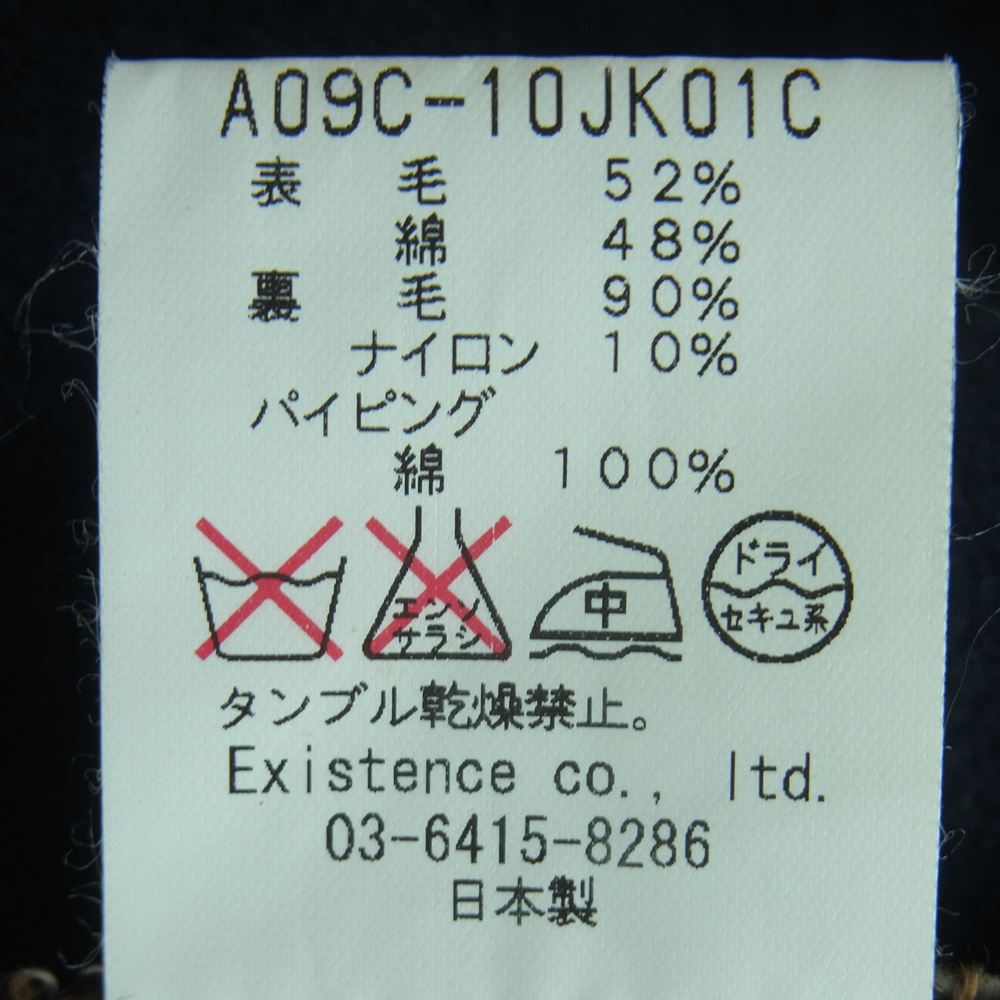 A09C-10JK01C
表 毛 52%
綿 48%
裏 毛 90%
ナイロン 10%
パイピング
綿 100%
エンソ
サラシ
中
ドライ
セキユ系
タンブル乾燥禁止。
Existence co., ltd.
03-6415-8286
日本製